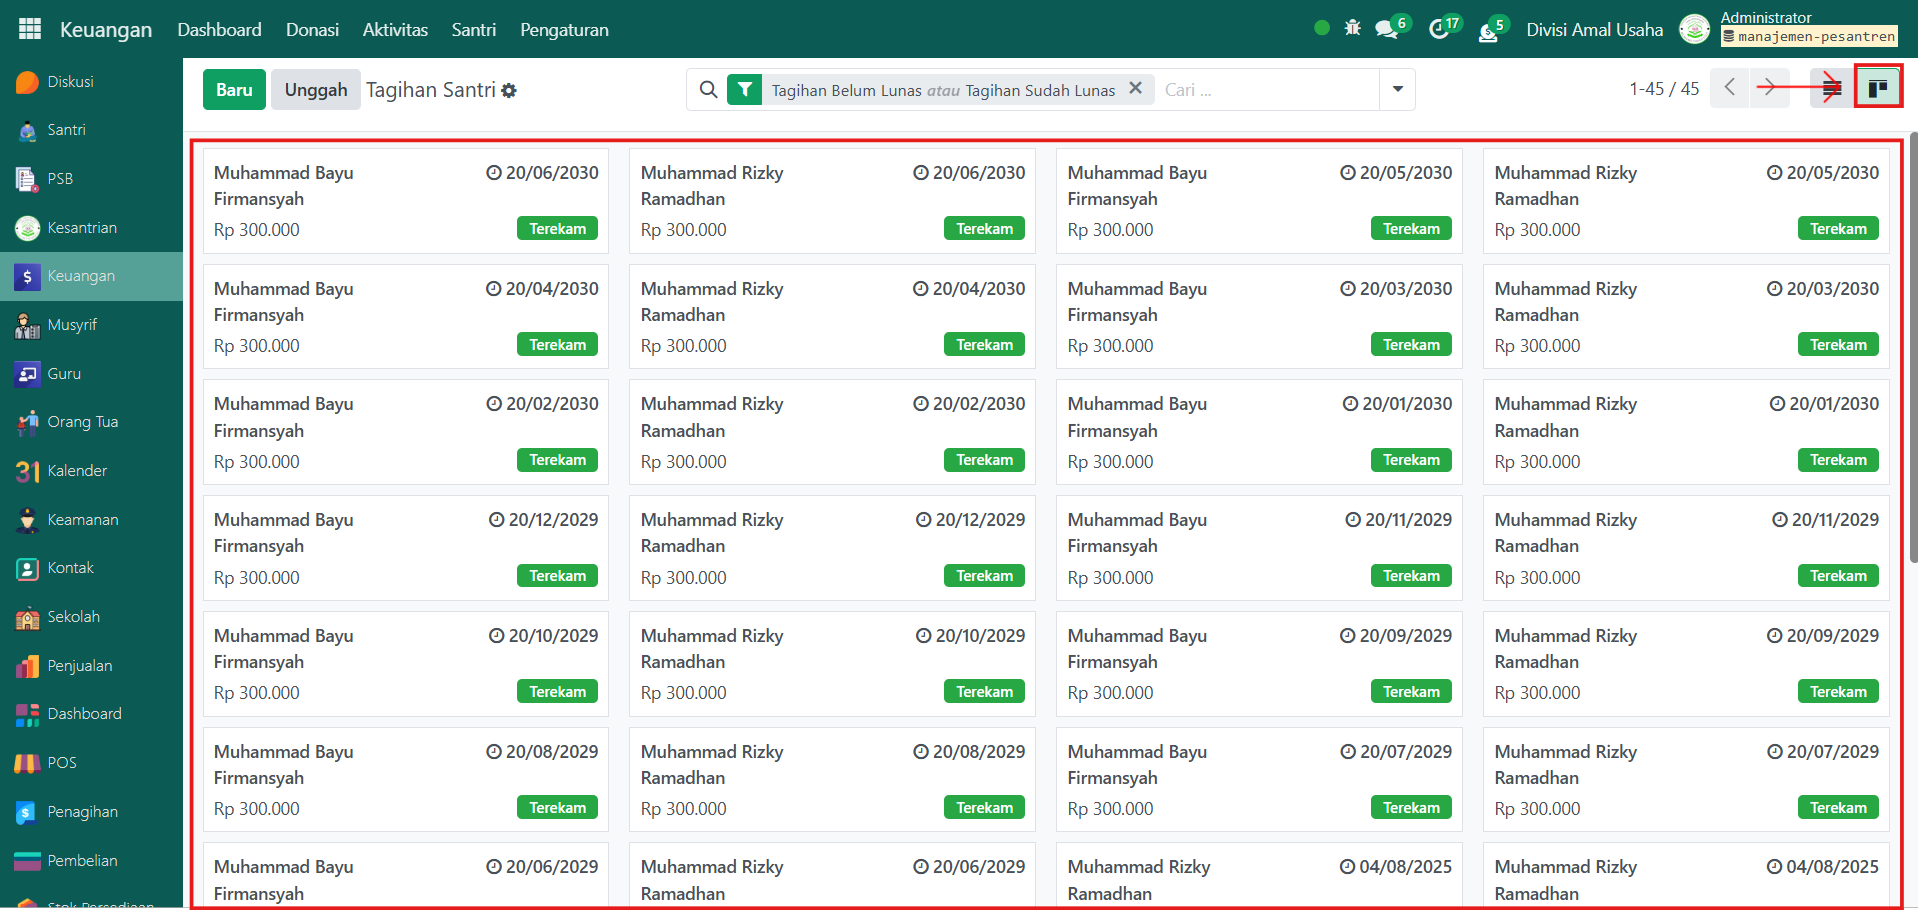 Keuangan Dashboard Donasi Aktivitas Santri Pengaturan 6 17 5 Divisi Amal Usaha Administrator
manajemen-pesantren
Diskusi
Santri
PSB
Kesantrian
Keuangan
Musyrif
Guru
Orang Tua
31 Kalender
Keamanan
Kontak
Sekolah
Penjualan
Dashboard
POS
Penagihan
Pembelian
Stok Persediaan
Baru Unggah Tagihan Santri Tagihan Belum Lunas atau Tagihan Sudah Lunas Cari ... 1-45 / 45
Muhammad Bayu 20/06/2030 Muhammad Rizky 20/06/2030 Muhammad Bayu 20/05/2030 Muhammad Rizky 20/05/2030
Firmansyah Ramadhan Firmansyah Ramadhan
Rp 300.000 Terekam Rp 300.000 Terekam Rp 300.000 Terekam Rp 300.000 Terekam
Muhammad Bayu 20/04/2030 Muhammad Rizky 20/04/2030 Muhammad Bayu 20/03/2030 Muhammad Rizky 20/03/2030
Firmansyah Ramadhan Firmansyah Ramadhan
Rp 300.000 Terekam Rp 300.000 Terekam Rp 300.000 Terekam Rp 300.000 Terekam
Muhammad Bayu 20/02/2030 Muhammad Rizky 20/02/2030 Muhammad Bayu 20/01/2030 Muhammad Rizky 20/01/2030
Firmansyah Ramadhan Firmansyah Ramadhan
Rp 300.000 Terekam Rp 300.000 Terekam Rp 300.000 Terekam Rp 300.000 Terekam
Muhammad Bayu 20/12/2029 Muhammad Rizky 20/12/2029 Muhammad Bayu 20/11/2029 Muhammad Rizky 20/11/2029
Firmansyah Ramadhan Firmansyah Ramadhan
Rp 300.000 Terekam Rp 300.000 Terekam Rp 300.000 Terekam Rp 300.000 Terekam
Muhammad Bayu 20/10/2029 Muhammad Rizky 20/10/2029 Muhammad Bayu 20/09/2029 Muhammad Rizky 20/09/2029
Firmansyah Ramadhan Firmansyah Ramadhan
Rp 300.000 Terekam Rp 300.000 Terekam Rp 300.000 Terekam Rp 300.000 Terekam
Muhammad Bayu 20/08/2029 Muhammad Rizky 20/08/2029 Muhammad Bayu 20/07/2029 Muhammad Rizky 20/07/2029
Firmansyah Ramadhan Firmansyah Ramadhan
Rp 300.000 Terekam Rp 300.000 Terekam Rp 300.000 Terekam Rp 300.000 Terekam
Muhammad Bayu 20/06/2029 Muhammad Rizky 20/06/2029 Muhammad Rizky 04/08/2025 Muhammad Rizky 04/08/2025
Firmansyah Ramadhan Ramadhan Ramadhan